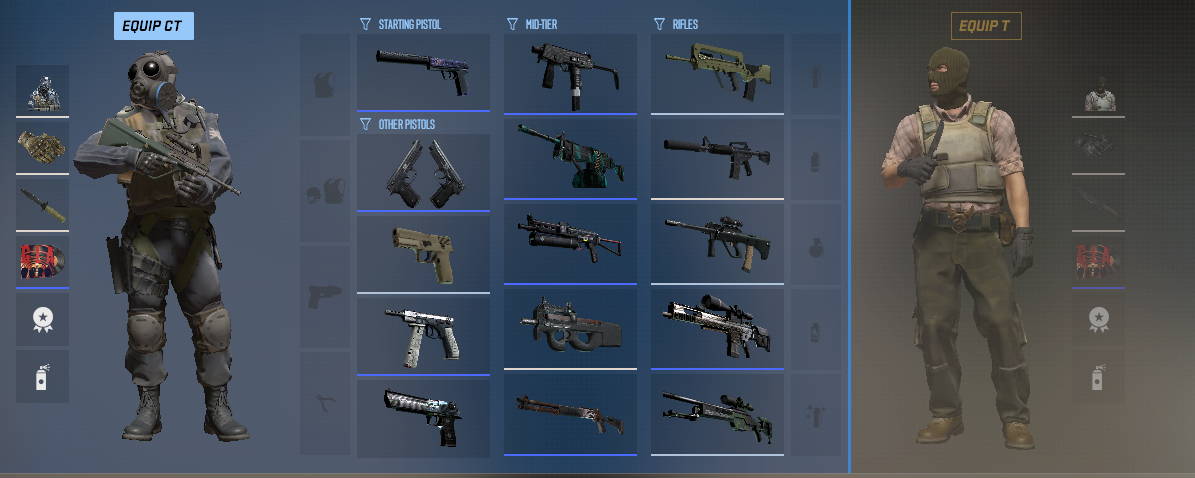 EQUIP CT
STARTING PISTOL
MID-TIER
RIFLES
EQUIP T
OTHER PISTOLS